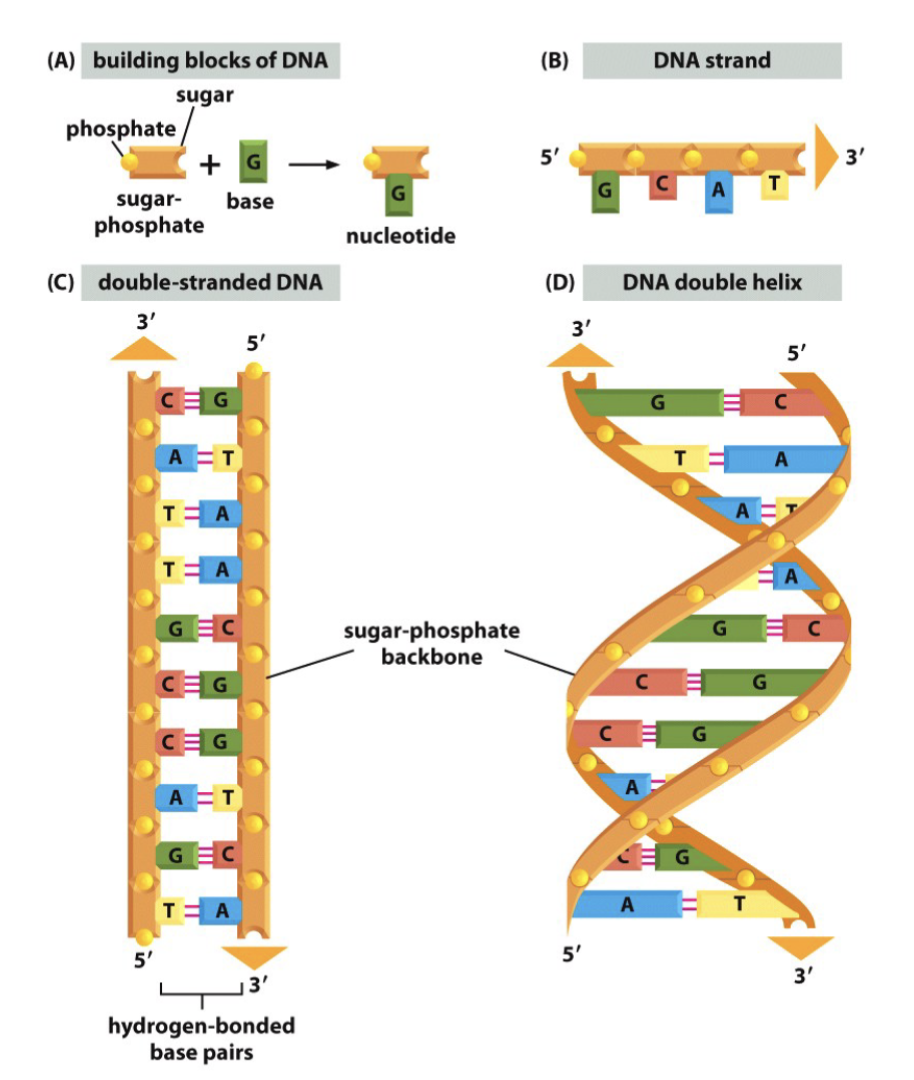 (A) building blocks of DNA
sugar
phosphate
+ G
sugar-
phosphate
base
G
nucleotide
(B) DNA strand
5′ 3′
G C A T
(C) double-stranded DNA
3′
5′
C G
A T
T A
T A
G C
C G
C G
A T
G C
T A
5′
3′
hydrogen-bonded
base pairs
sugar-phosphate
backbone
(D) DNA double helix
3′
5′
G C
T A
A T
A
G C
C G
C G
A
C G
A T
5′
3′